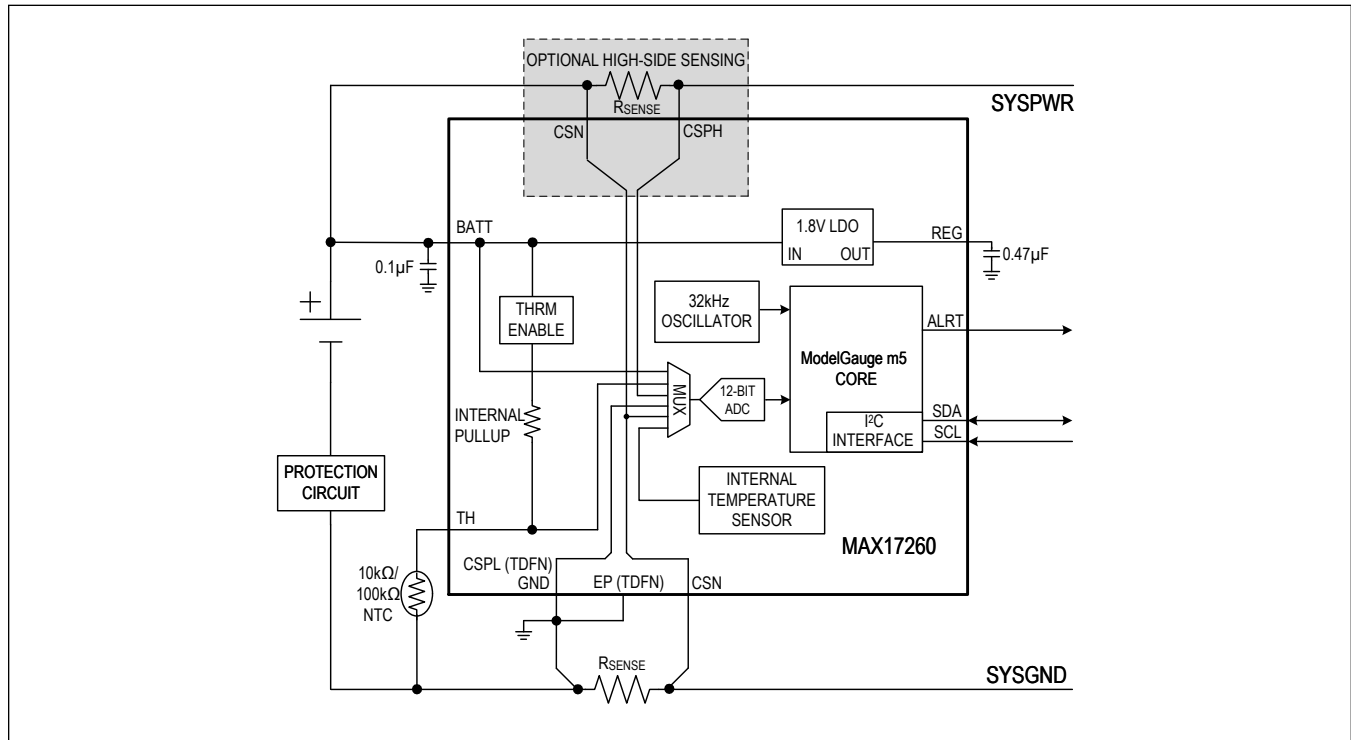 OPTIONAL HIGH-SIDE SENSING
RSENSE
SYSPWR
CSN
CSPH
BATT
1.8V LDO
IN
OUT
REG
0.1µF
0.47µF
+
THRM
ENABLE
32kHz
OSCILLATOR
ALRT
ModelGauge m5
CORE
MUX
12-BIT
ADC
INTERNAL
PULLUP
SDA
I²C
INTERFACE
SCL
PROTECTION
CIRCUIT
INTERNAL
TEMPERATURE
SENSOR
TH
MAX17260
CSPL (TDFN)
GND
EP (TDFN)
CSN
10kΩ/
100kΩ
NTC
RSENSE
SYSGND